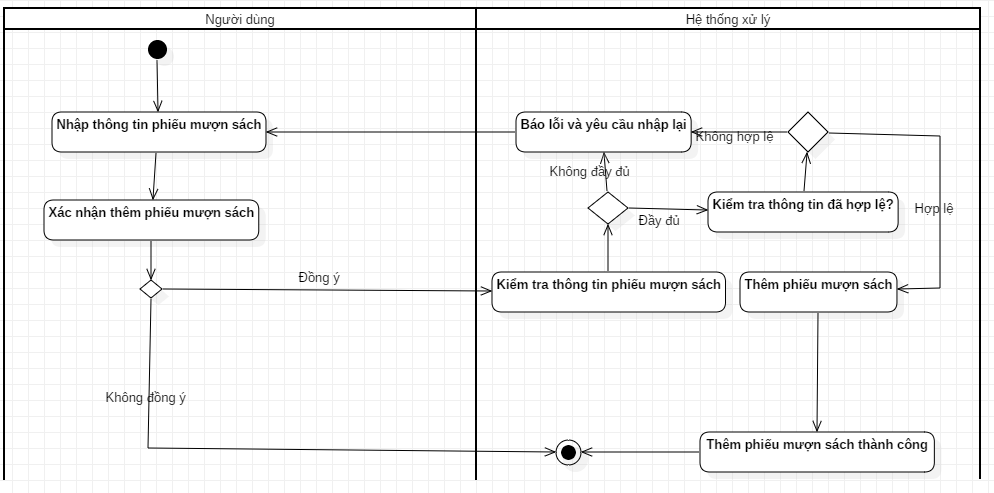 Người dùng
Hệ thống xử lý
Nhập thông tin phiếu mượn sách
Báo lỗi và yêu cầu nhập lại
Không hợp lệ
Không đầy đủ
Xác nhận thêm phiếu mượn sách
Đầy đủ
Kiểm tra thông tin đã hợp lệ?
Hợp lệ
Đồng ý
Kiểm tra thông tin phiếu mượn sách
Thêm phiếu mượn sách
Không đồng ý
Thêm phiếu mượn sách thành công